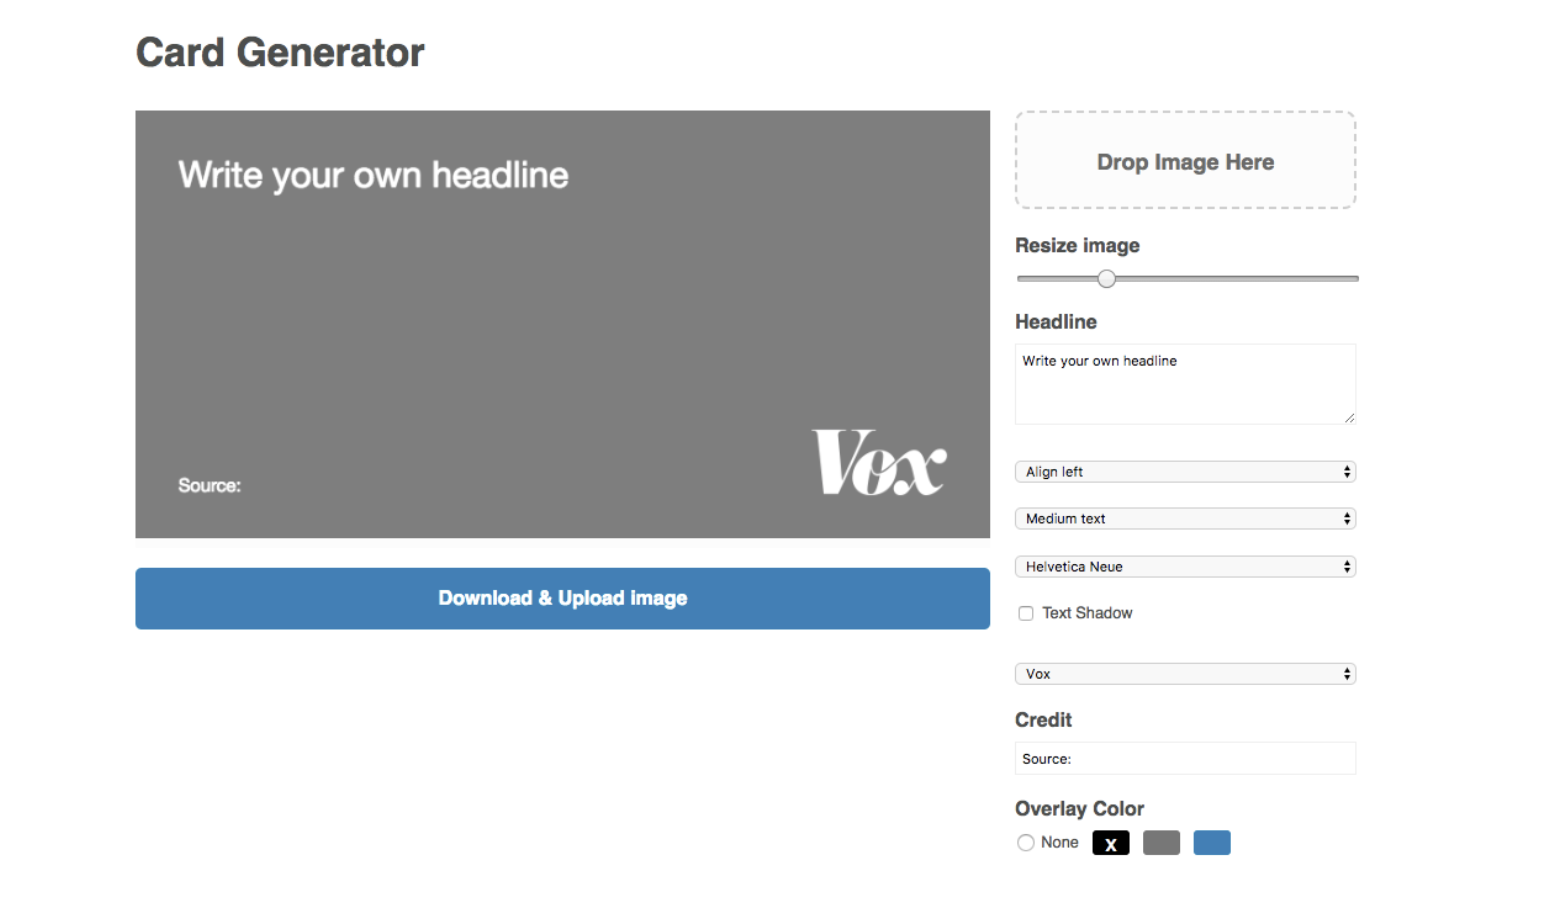 Card Generator
Write your own headline
Source:
Vox
Download & Upload image
Drop Image Here
Resize image
Headline
Write your own headline
Align left
Medium text
Helvetica Neue
Text Shadow
Vox
Credit
Source:
Overlay Color
None
x